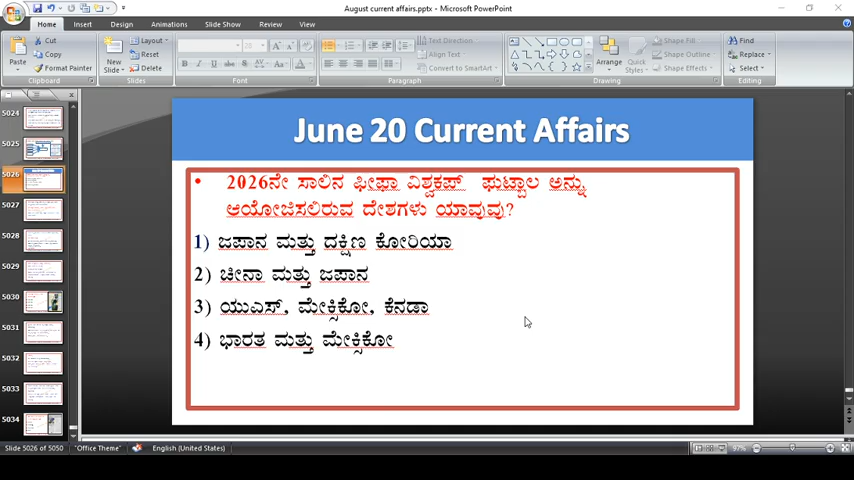 August current affairs.pptx - Microsoft PowerPoint
Home Insert Design Animations Slide Show Review View
Cut
Copy
Format Painter
Paste
Clipboard
New
Slide
Layout
Reset
Delete
Slides
Font
Paragraph
Text Direction
Align Text
Convert to SmartArt
Arrange
Quick
Styles
Shape Fill
Shape Outline
Shape Effects
Drawing
Find
Replace
Select
Editing
5024
5025
5026
5027
5028
5029
5030
5031
5032
5033
5034
June 20 Current Affairs
• 2026ನೇ ಸಾಲಿನ ಫೀಫಾ ವಿಶ್ವಕಪ್ ಫುಟ್ಬಾಲ ಅನ್ನು
ಆಯೋಜಿಸಲಿರುವ ದೇಶಗಳು ಯಾವುವು?
1) ಜಪಾನ ಮತ್ತು ದಕ್ಷಿಣ ಕೋರಿಯಾ
2) ಚೀನಾ ಮತ್ತು ಜಪಾನ
3) ಯುಎಸ್, ಮೇಕ್ಸಿಕೋ, ಕೆನಡಾ
4) ಭಾರತ ಮತ್ತು ಮೇಕ್ಸಿಕೋ
Slide 5026 of 5050 "Office Theme" English (United States) 97%